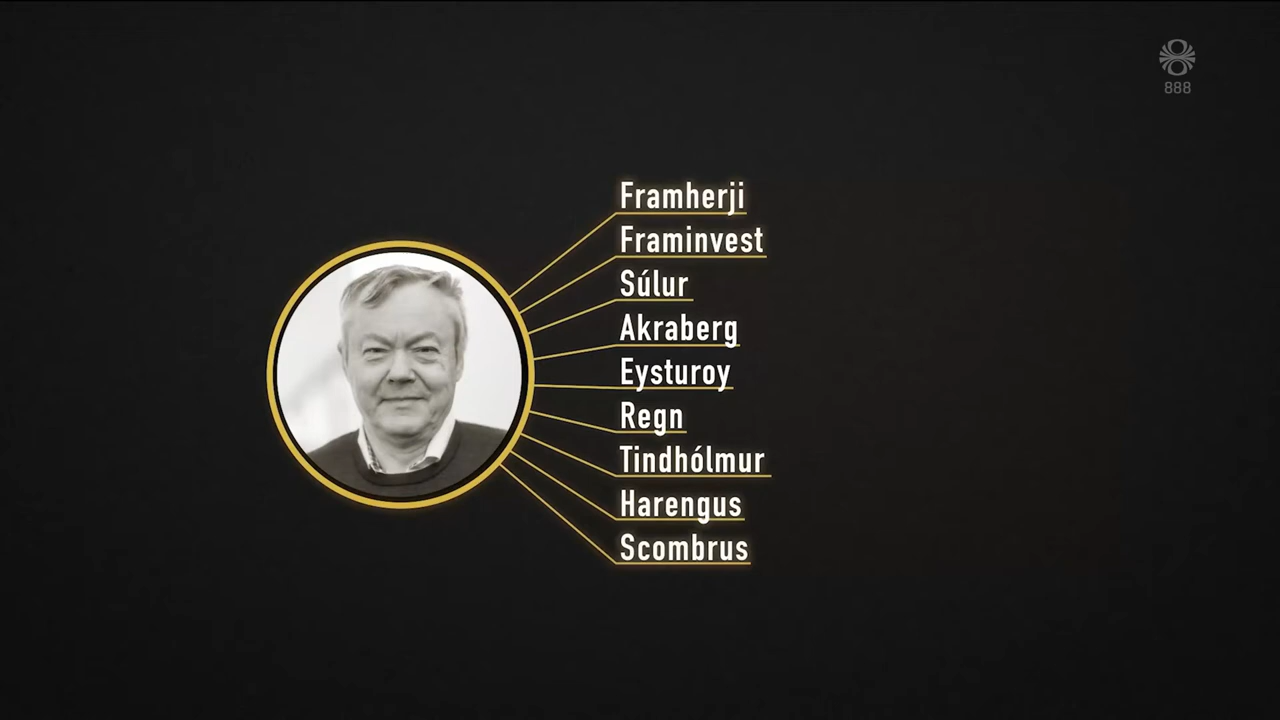 888
Framherji
Framinvest
Súlur
Akraberg
Eysturoy
Regn
Tindhólmur
Harengus
Scombrus